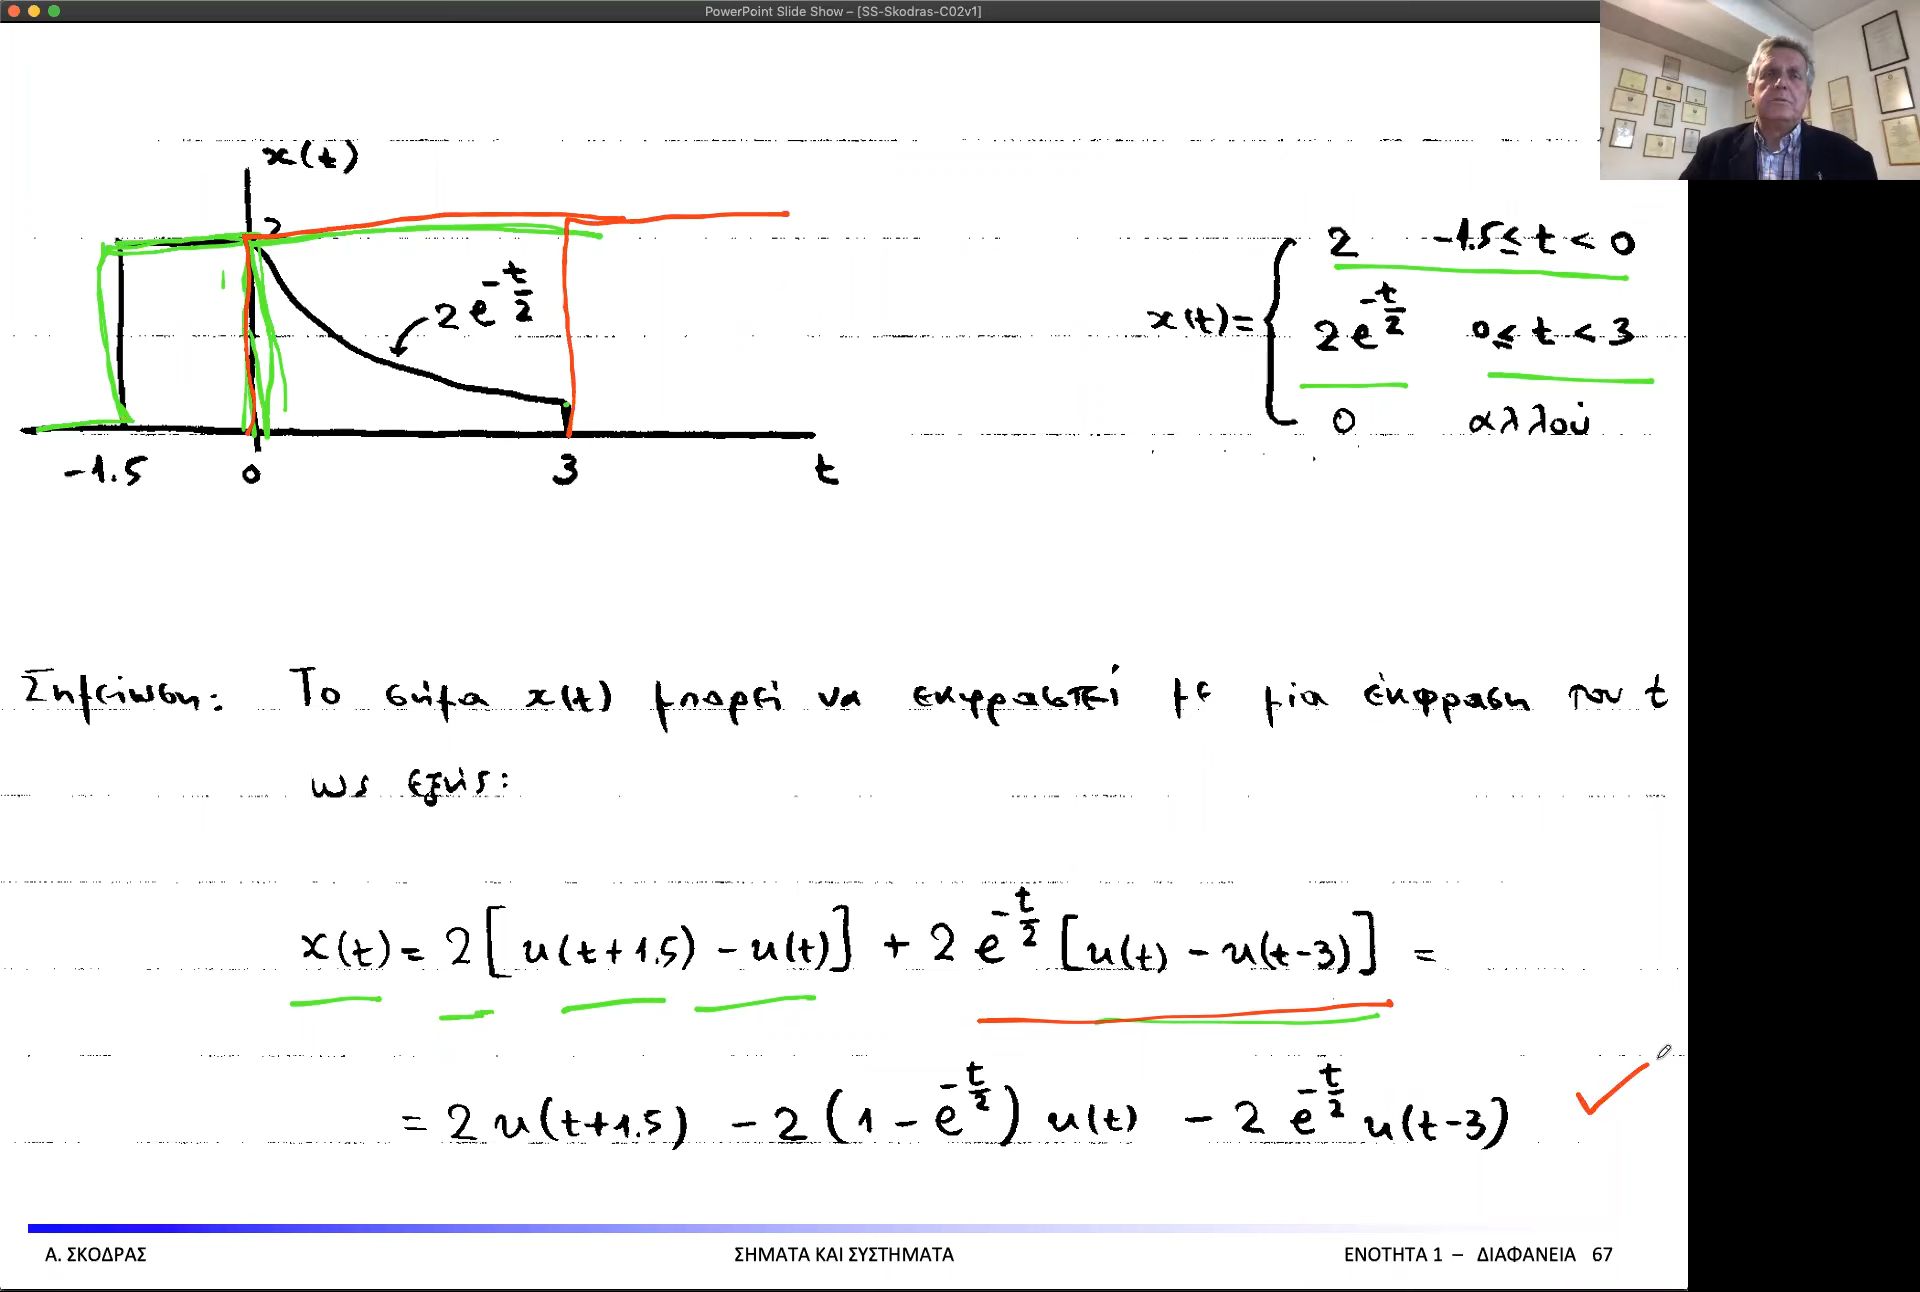 PowerPoint Slide Show – [SS-Skodras-C02v1]
x(t)
2
2e^{-t/2}
-1.5 0 3 t
x(t)= { 2 -1.5 ≤ t < 0
2e^{-t/2} 0 ≤ t < 3
0 αλλού
Σημείωση: Το σήμα x(t) μπορεί να εκφραστεί με μία έκφραση του t
ως εξής:
x(t) = 2[u(t+1.5) - u(t)] + 2e^{-t/2}[u(t) - u(t-3)] =
= 2u(t+1.5) - 2(1 - e^{-t/2}) u(t) - 2e^{-t/2} u(t-3)
Α. ΣΚΟΔΡΑΣ ΣΗΜΑΤΑ ΚΑΙ ΣΥΣΤΗΜΑΤΑ ΕΝΟΤΗΤΑ 1 – ΔΙΑΦΑΝΕΙΑ 67